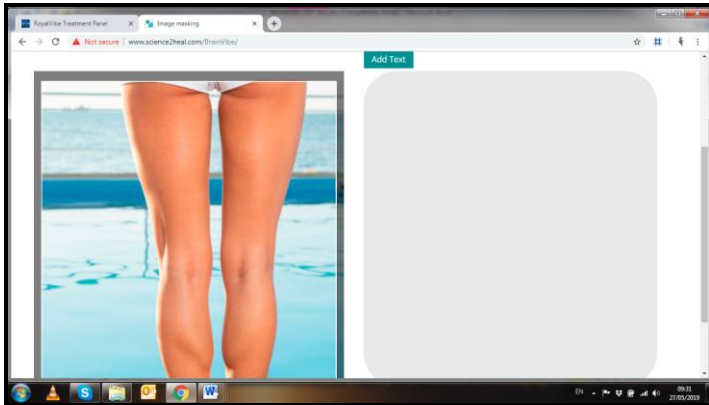 RoyalVibe Treatment Panel
Image masking
Not secure | www.science2heal.com/BrainVibe/
Add Text
EN
09:31
27/05/2019